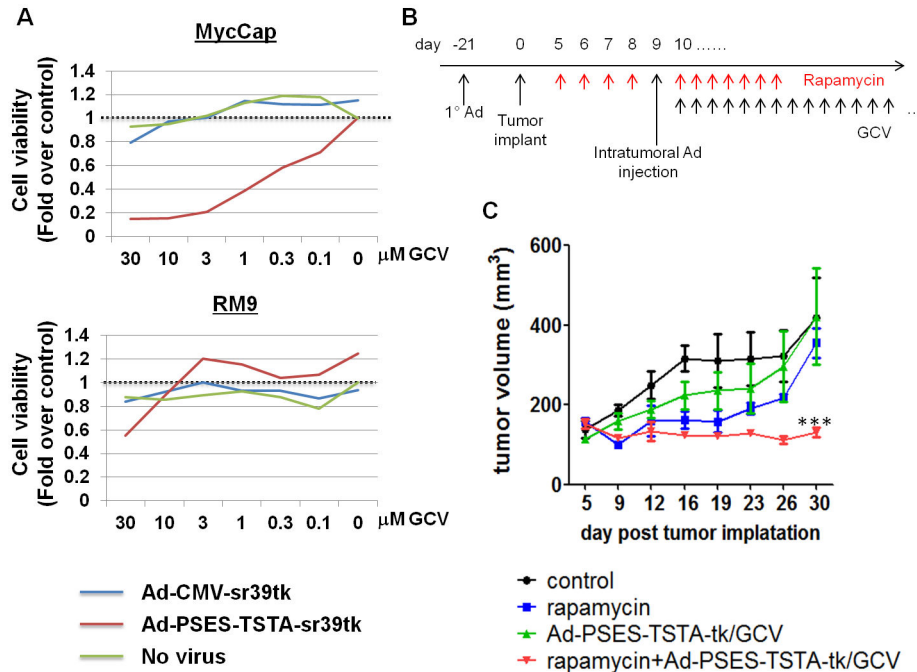 A
MycCap
Cell viability
(Fold over control)
1.4
1.2
1
0.8
0.6
0.4
0.2
0
30 10 3 1 0.3 0.1 0 μM GCV
RM9
Cell viability
(Fold over control)
1.4
1.2
1
0.8
0.6
0.4
0.2
0
30 10 3 1 0.3 0.1 0 μM GCV
Ad-CMV-sr39tk
Ad-PSES-TSTA-sr39tk
No virus
B
day -21 0 5 6 7 8 9 10 ......
Rapamycin
1° Ad
Tumor
implant
GCV
..
Intratumoral Ad
injection
C
tumor volume (mm³)
600
400
200
0
***
5 9 12 16 19 23 26 30
day post tumor implatation
control
rapamycin
Ad-PSES-TSTA-tk/GCV
rapamycin+Ad-PSES-TSTA-tk/GCV